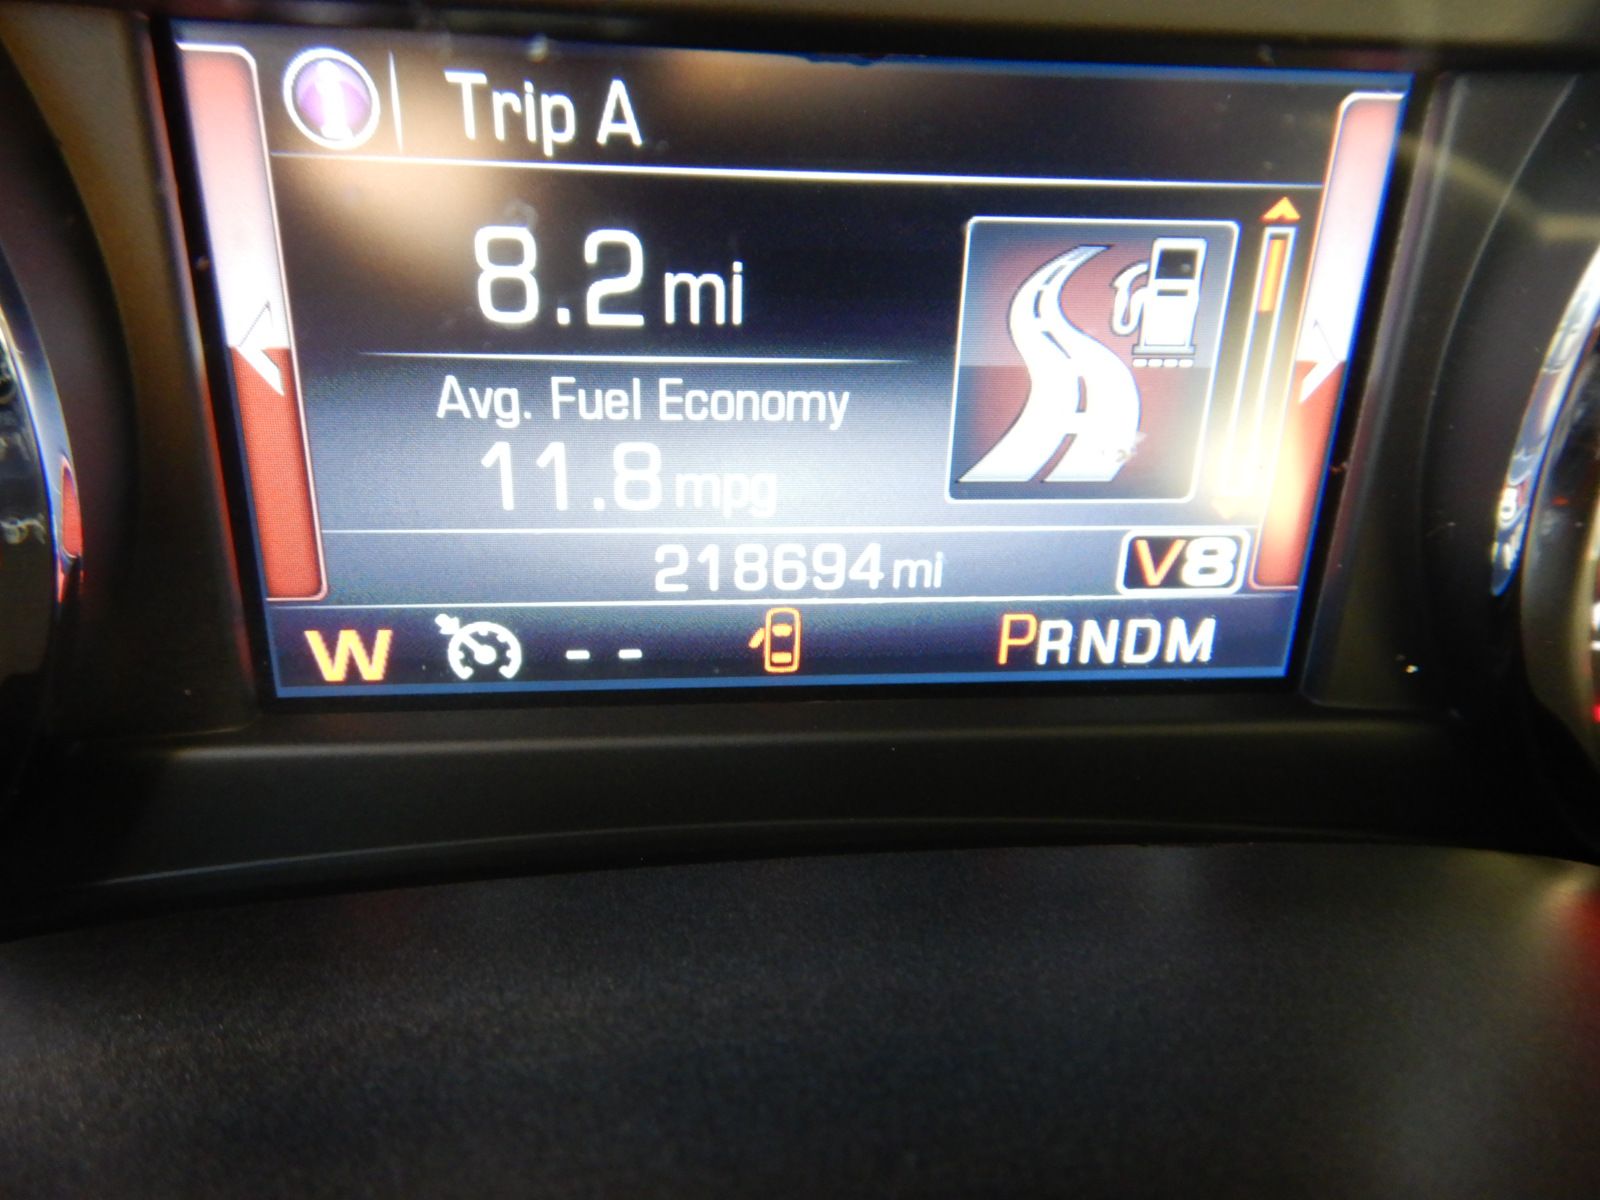 Trip A
8.2 mi
Avg. Fuel Economy
11.8 mpg
218694 mi
V8
W -- PRNDM